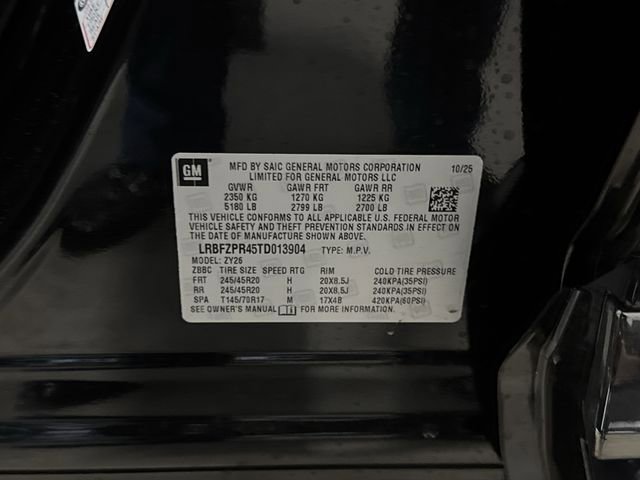 GM
MFD BY SAIC GENERAL MOTORS CORPORATION 10/25
LIMITED FOR GENERAL MOTORS LLC
GVWR GAWR FRT GAWR RR
2350 KG 1270 KG 1225 KG
5180 LB 2799 LB 2700 LB
THIS VEHICLE CONFORMS TO ALL APPLICABLE U.S. FEDERAL MOTOR
VEHICLE SAFETY AND THEFT PREVENTION STANDARDS IN EFFECT ON
THE DATE OF MANUFACTURE SHOWN ABOVE.
LRBFZPR45TD013904 TYPE: M.P.V.
MODEL: ZY26
ZBBC TIRE SIZE SPEED RTG RIM COLD TIRE PRESSURE
FRT 245/45R20 H 20X8.5J 240KPA(35PSI)
RR 245/45R20 H 20X8.5J 240KPA(35PSI)
SPA T145/70R17 M 17X4B 420KPA(60PSI)
SEE OWNER'S MANUAL FOR MORE INFORMATION.